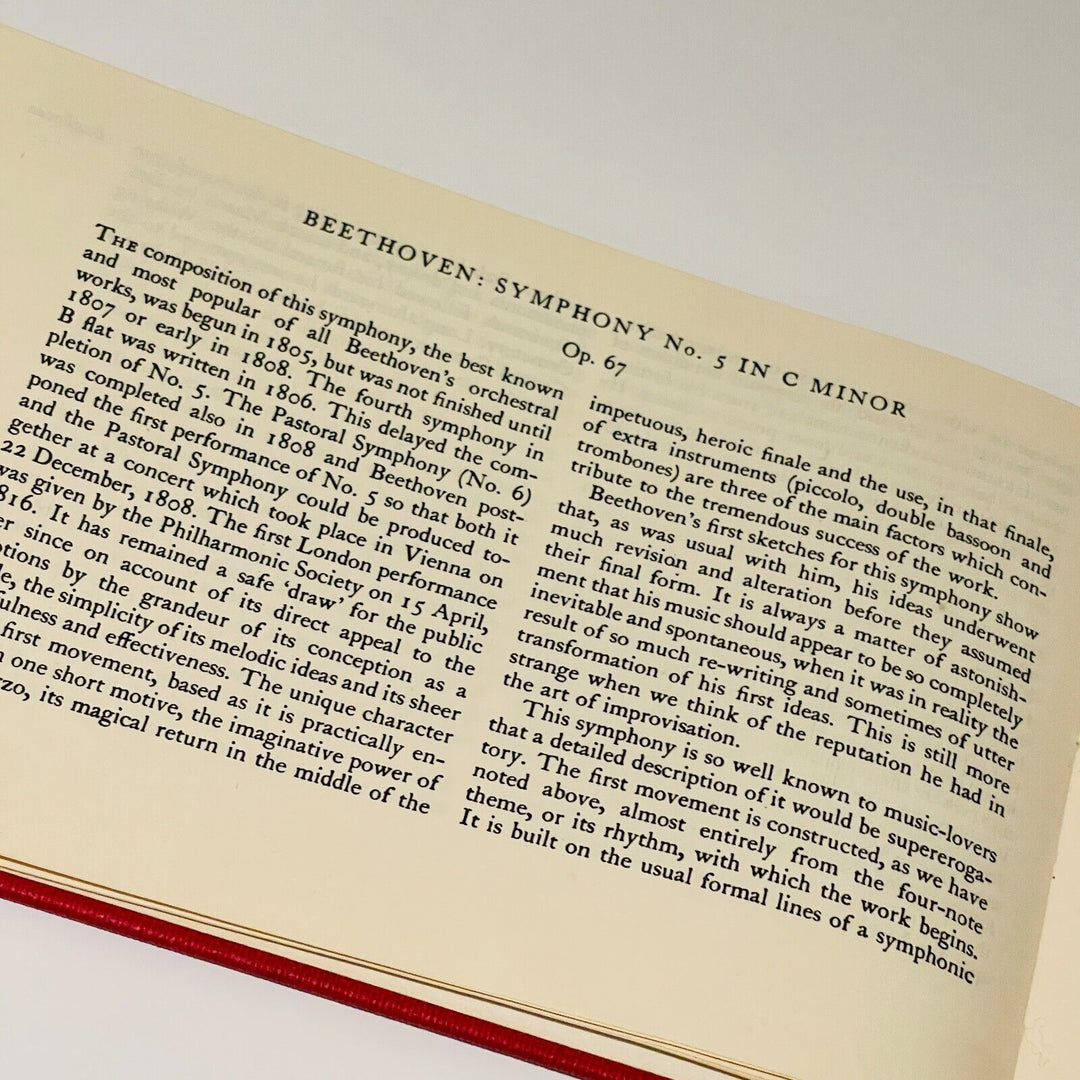 BEETHOVEN: SYMPHONY No. 5 IN C MINOR
Op. 67
THE composition of this symphony, the best known
and most popular of all Beethoven's orchestral
works, was begun in 1805, but was not finished until
1807 or early in 1808. The fourth symphony in
B flat was written in 1806. This delayed the com-
pletion of No. 5. The Pastoral Symphony (No. 6)
was completed also in 1808 and Beethoven post-
poned the first performance of No. 5 so that both it
and the Pastoral Symphony could be produced to-
gether at a concert which took place in Vienna on
22 December, 1808. The first London performance
was given by the Philharmonic Society on 15 April,
816. It has remained a safe 'draw' for the public
since on account of its direct appeal to the
by the grandeur of its conception as a
the simplicity of its melodic ideas and its sheer
and effectiveness. The unique character
first movement, based as it is practically en-
one short motive, the imaginative power of
its magical return in the middle of the
impetuous, heroic finale and the use, in that finale,
of extra instruments (piccolo, double bassoon and
trombones) are three of the main factors which con-
tribute to the tremendous success of the work.
Beethoven's first sketches for this symphony show
that, as was usual with him, his ideas underwent
much revision and alteration before they assumed
their final form. It is always a matter of astonish-
ment that his music should appear to be so completely
inevitable and spontaneous, when it was in reality the
result of so much re-writing and sometimes of utter
transformation of his first ideas. This is still more
strange when we think of the reputation he had in
the art of improvisation.
This symphony is so well known to music-lovers
that a detailed description of it would be supereroga-
tory. The first movement is constructed, as we have
noted above, almost entirely from the four-note
theme, or its rhythm, with which the work begins.
It is built on the usual formal lines of a symphonic